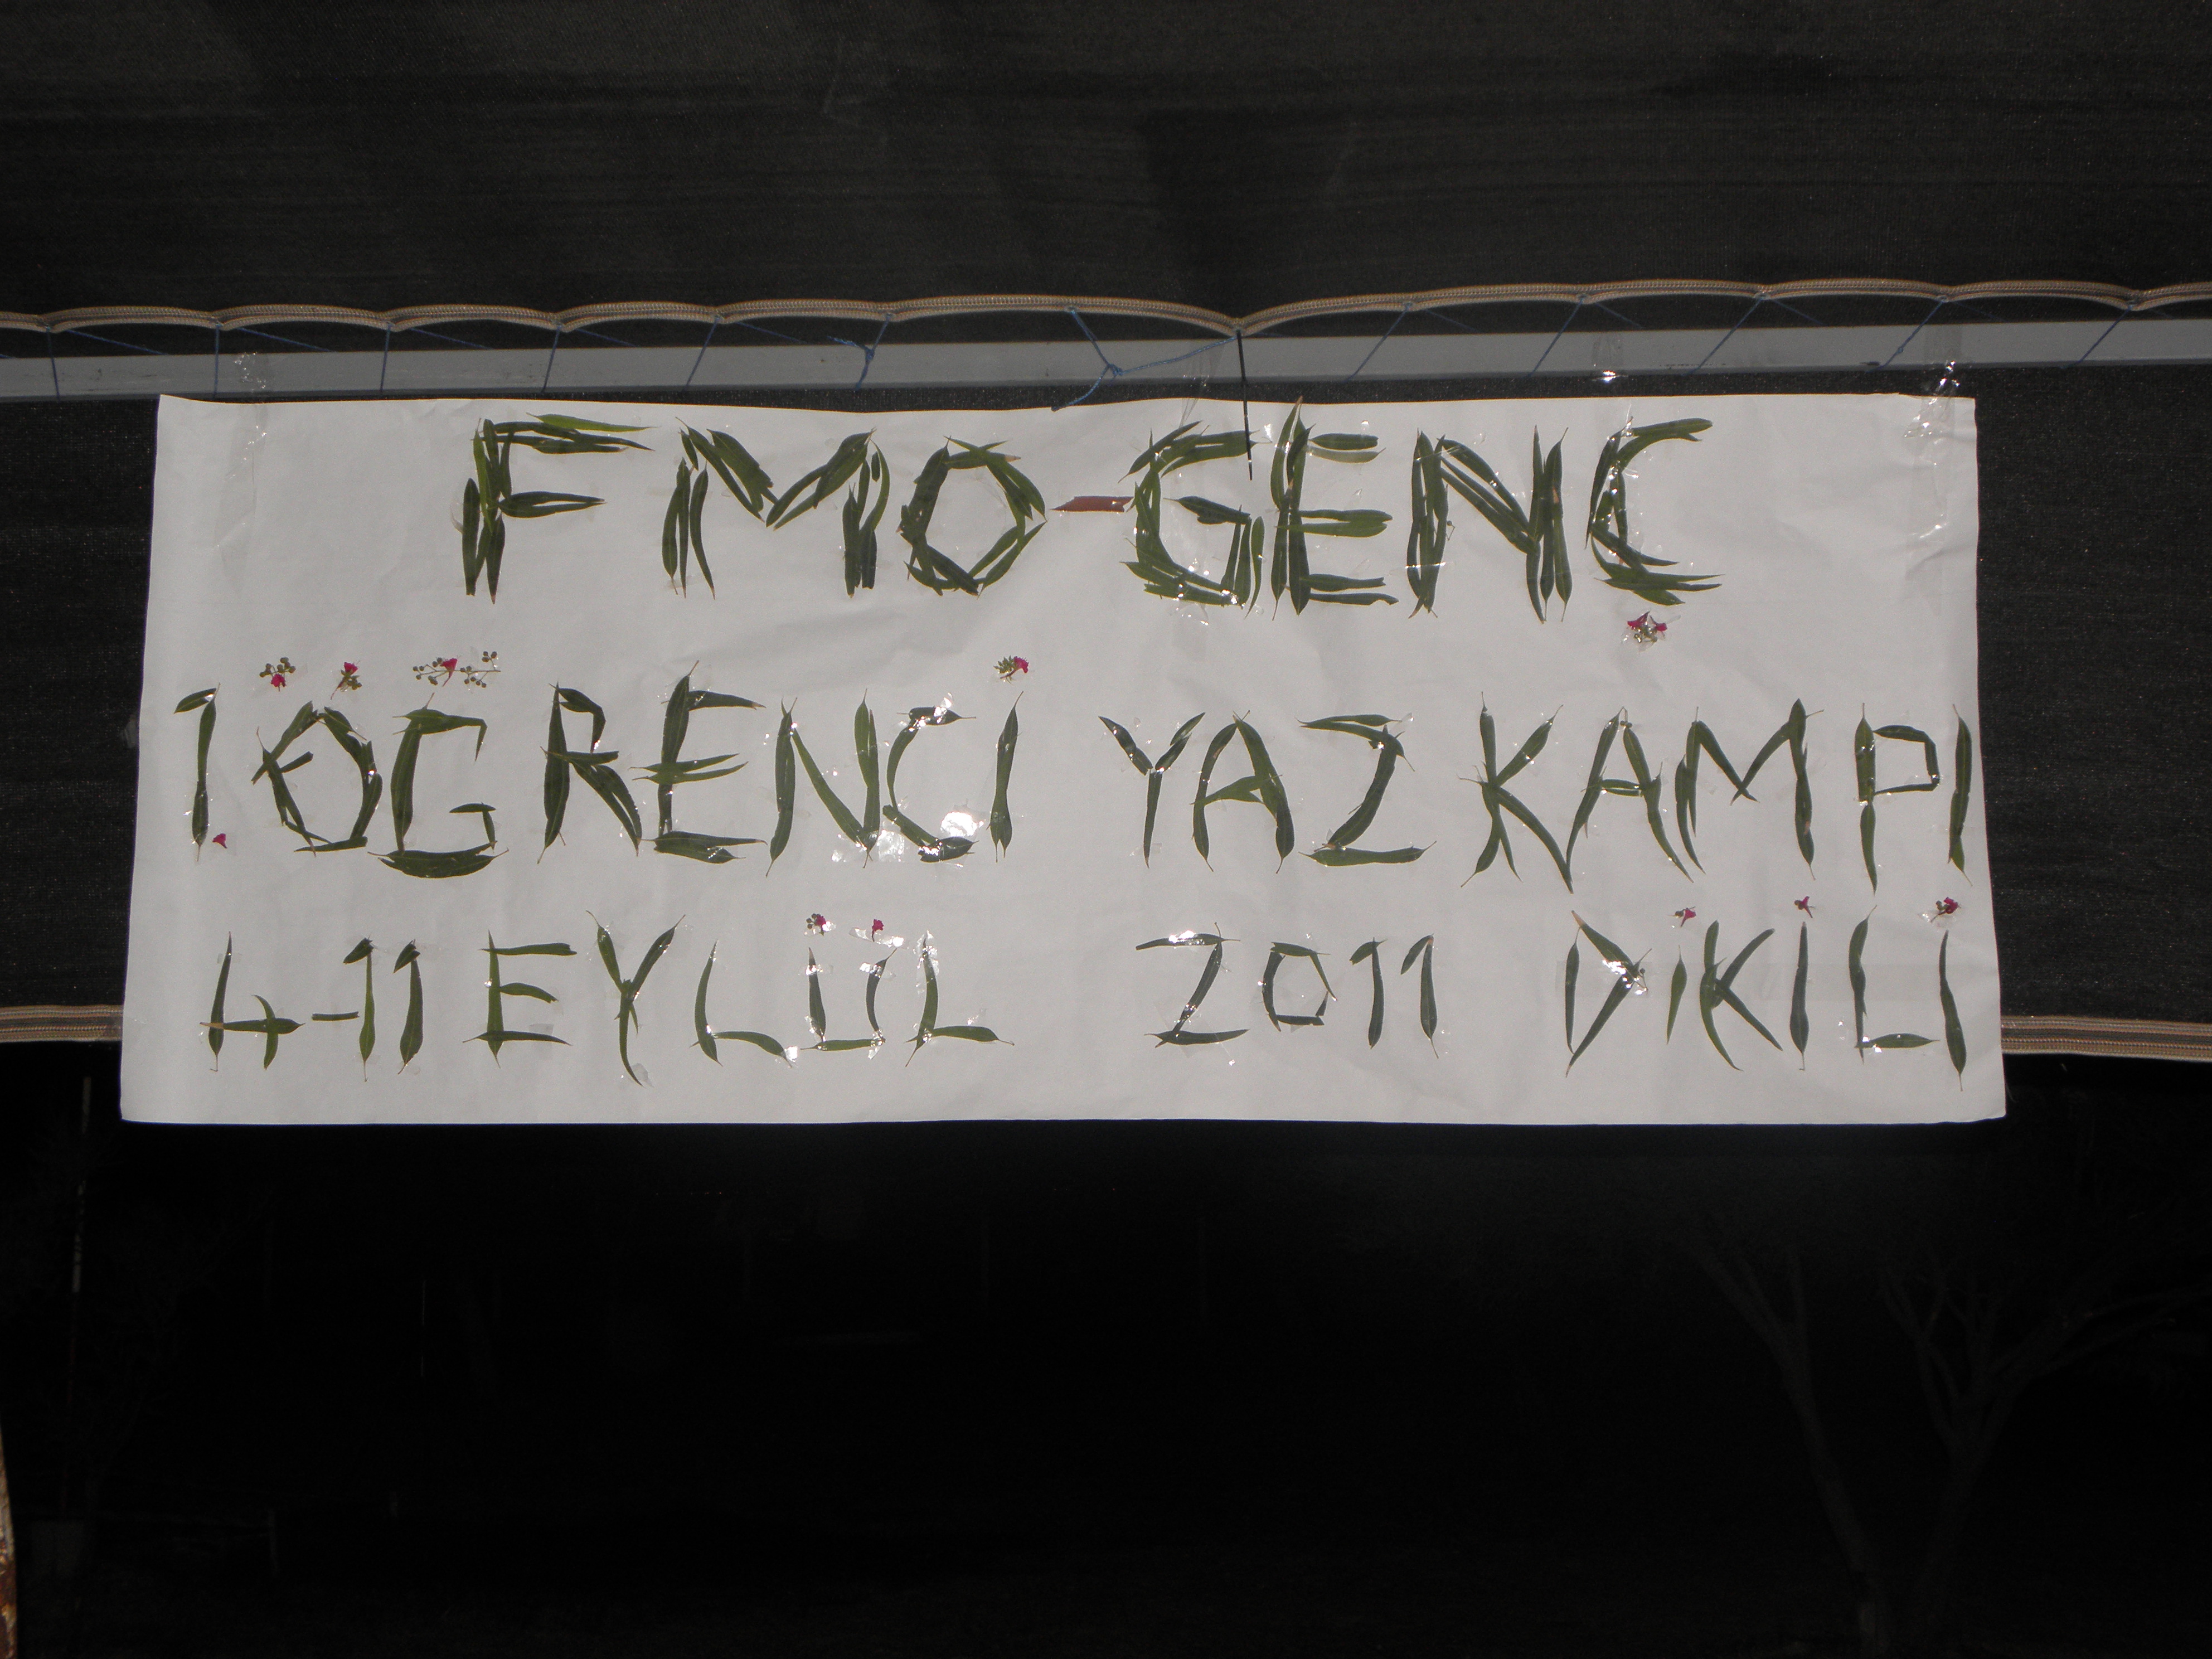 FMO-GENÇ
1.ÖĞRENCİ YAZ KAMPI
4-11 EYLÜL 2011 DİKİLİ